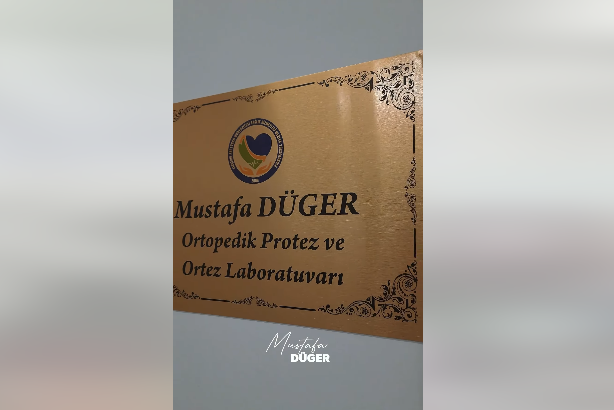 Mustafa DÜGER
Ortopedik Protez ve
Ortez Laboratuvarı
Mustafa
DÜGER